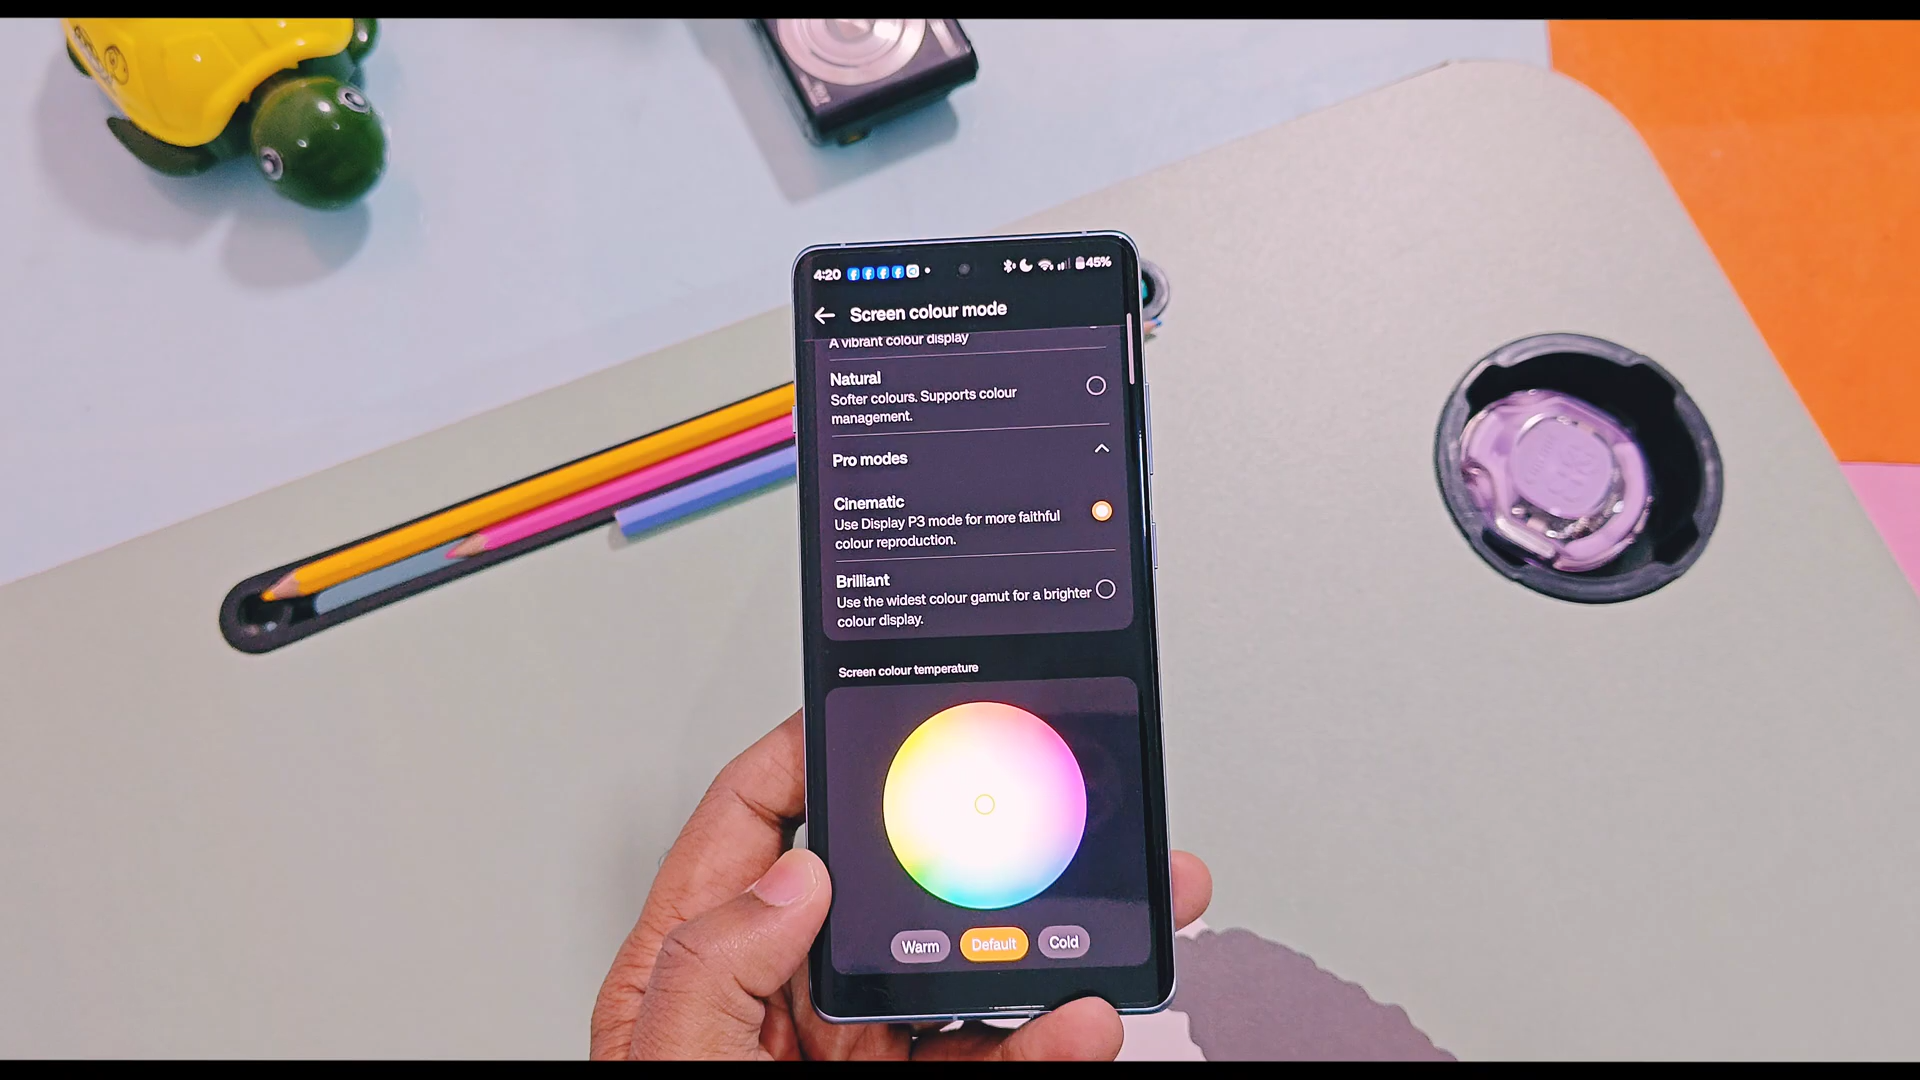 4:20
45%
Screen colour mode
A vibrant colour display
Natural
Softer colours. Supports colour
management.
Pro modes
Cinematic
Use Display P3 mode for more faithful
colour reproduction.
Brilliant
Use the widest colour gamut for a brighter
colour display.
Screen colour temperature
Warm
Default
Cold